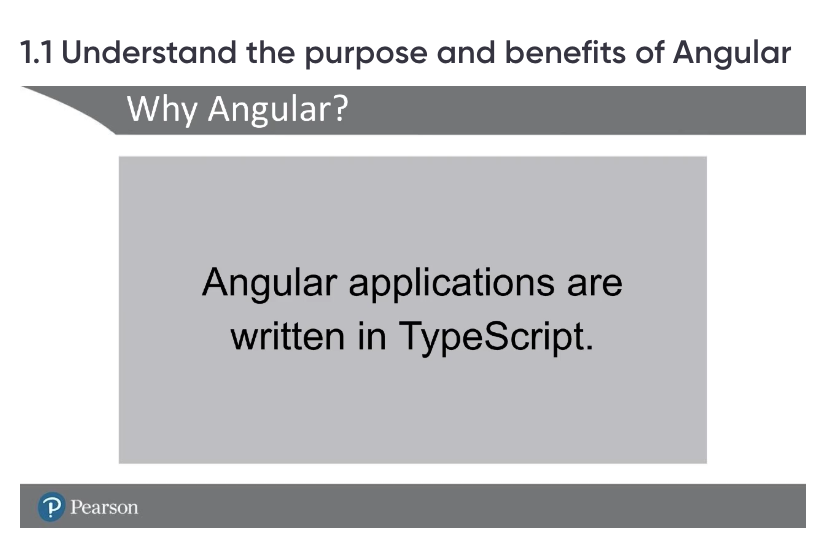 1.1 Understand the purpose and benefits of Angular
Why Angular?
Angular applications are
written in TypeScript.
Pearson